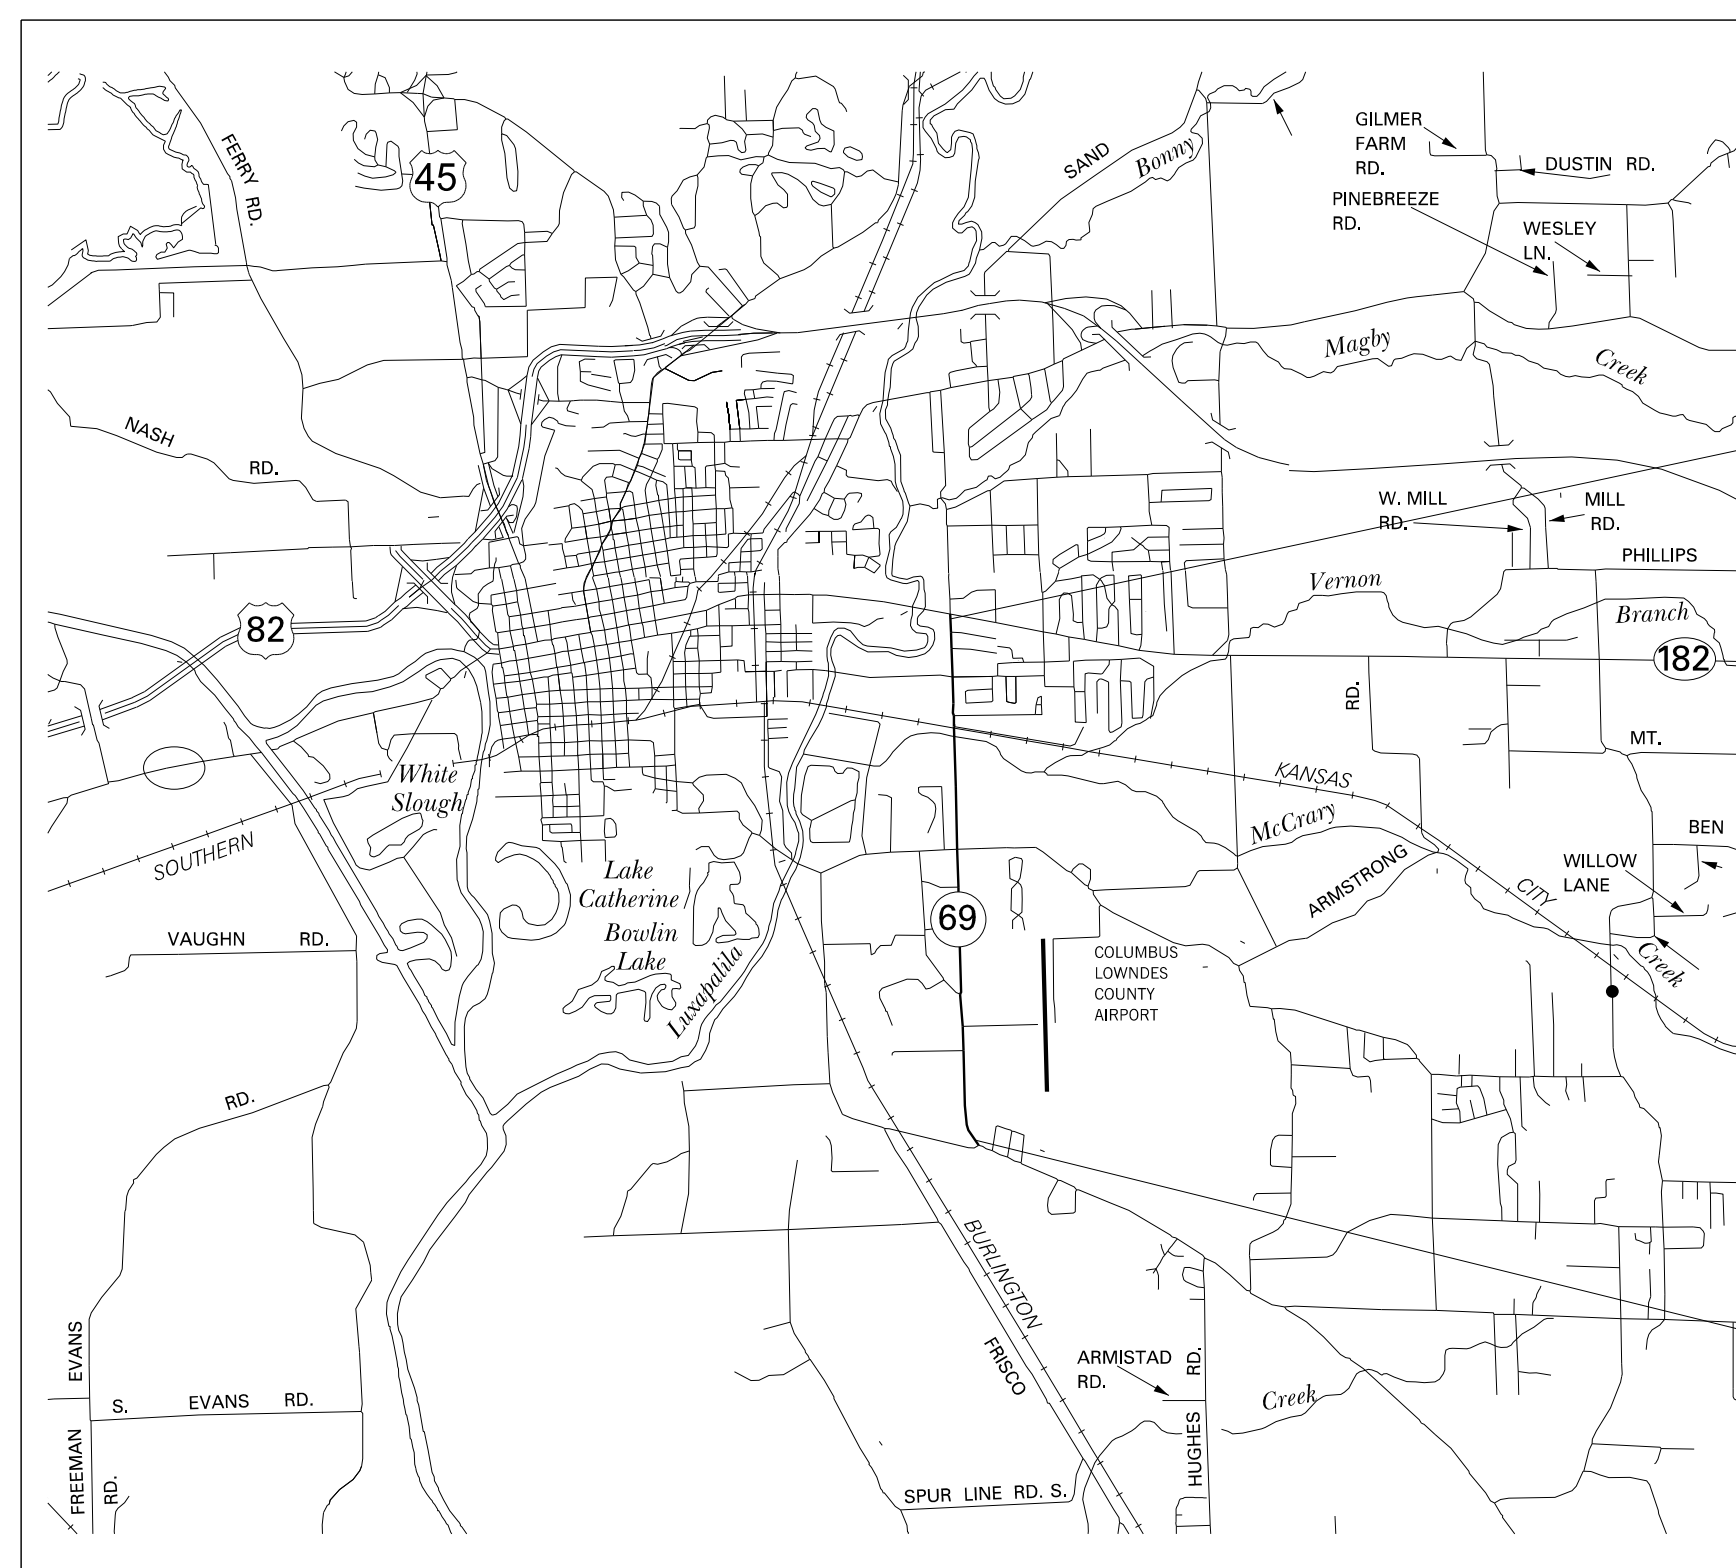 GILMER
FARM
RD.
DUSTIN RD.
SAND
Bonny
FERRY RD.
45
PINEBREEZE
RD.
WESLEY
LN.
Magby
Creek
NASH
RD.
W. MILL
RD.
MILL
RD.
PHILLIPS
Vernon
Branch
82
182
RD.
MT.
White
Slough
KANSAS
McCrary
SOUTHERN
BEN
ARMSTRONG
CITY
WILLOW
LANE
Lake
Catherine/
Bowlin
Lake
69
VAUGHN RD.
COLUMBUS
LOWNDES
COUNTY
AIRPORT
Creek
Luxapalila
RD.
BURLINGTON
FRISCO
EVANS
ARMISTAD
RD.
RD.
S. EVANS RD.
Creek
HUGHES
FREEMAN
RD.
SPUR LINE RD. S.